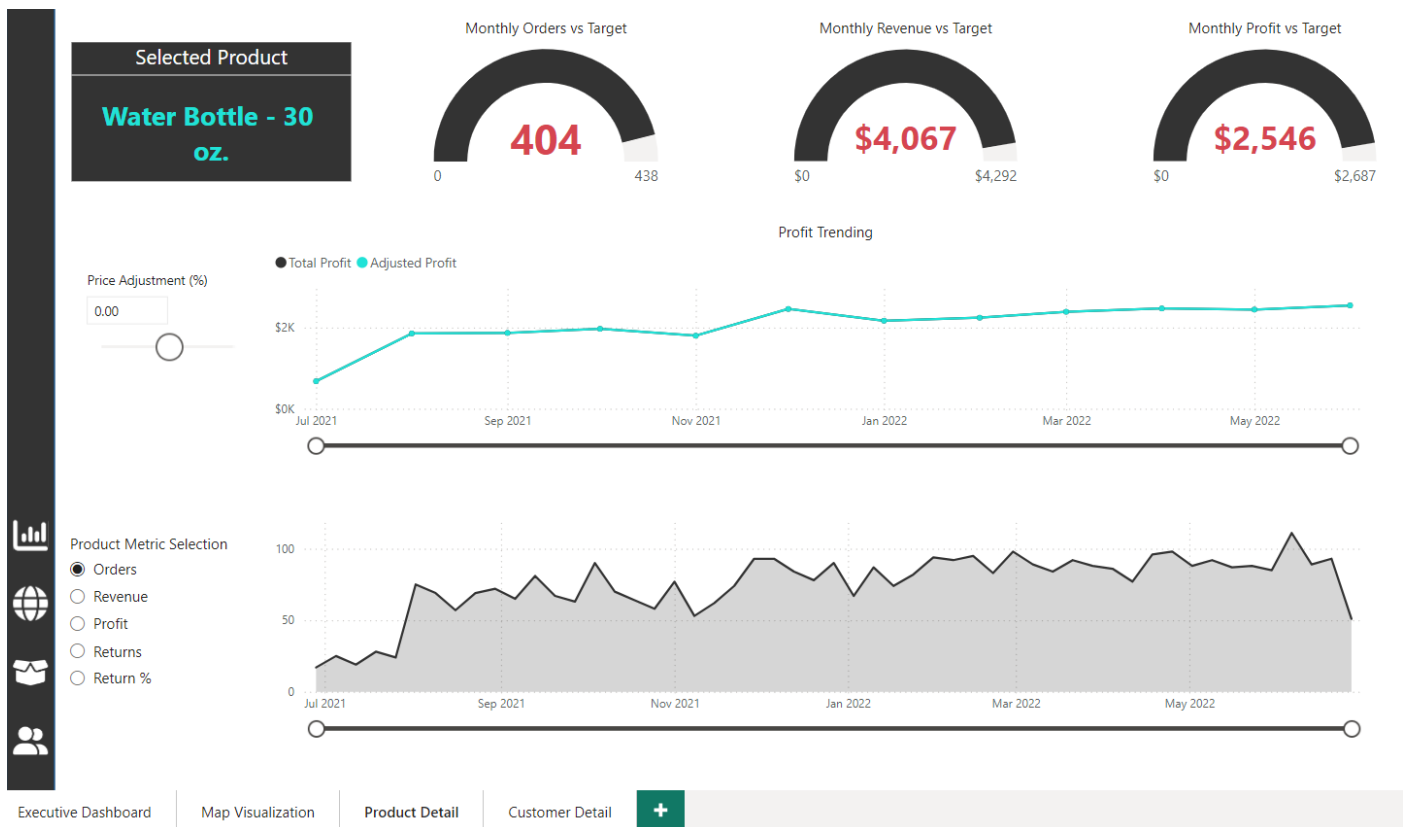 Selected Product
Water Bottle - 30
oz.
Monthly Orders vs Target
404
0
438
Monthly Revenue vs Target
$4,067
$0
$4,292
Monthly Profit vs Target
$2,546
$0
$2,687
Profit Trending
Total Profit Adjusted Profit
Price Adjustment (%)
0.00
$2K
$0K
Jul 2021 Sep 2021 Nov 2021 Jan 2022 Mar 2022 May 2022
Product Metric Selection
Orders
Revenue
Profit
Returns
Return %
100
50
0
Jul 2021 Sep 2021 Nov 2021 Jan 2022 Mar 2022 May 2022
Executive Dashboard Map Visualization Product Detail Customer Detail +